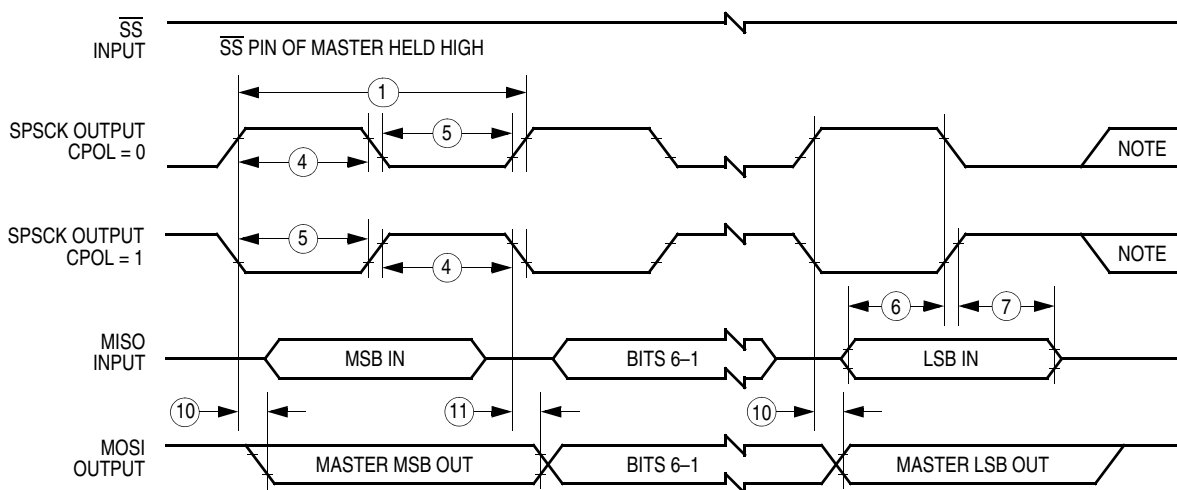 SS
INPUT
SS PIN OF MASTER HELD HIGH
1
SPSCK OUTPUT
CPOL = 0
5
4
NOTE
SPSCK OUTPUT
CPOL = 1
5
4
NOTE
6
7
MISO
INPUT
MSB IN
BITS 6–1
LSB IN
10
11
10
MOSI
OUTPUT
MASTER MSB OUT
BITS 6–1
MASTER LSB OUT